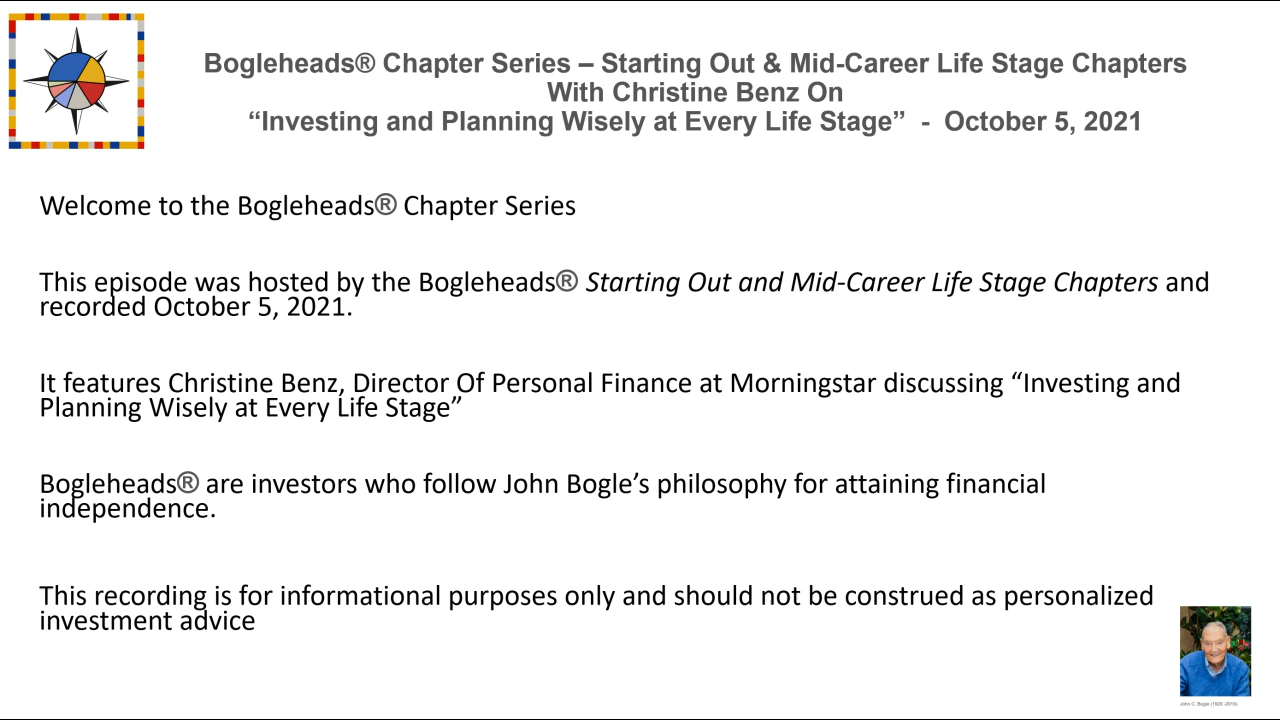 Bogleheads® Chapter Series – Starting Out & Mid-Career Life Stage Chapters
With Christine Benz On
“Investing and Planning Wisely at Every Life Stage” - October 5, 2021
Welcome to the Bogleheads® Chapter Series
This episode was hosted by the Bogleheads® Starting Out and Mid-Career Life Stage Chapters and
recorded October 5, 2021.
It features Christine Benz, Director Of Personal Finance at Morningstar discussing “Investing and
Planning Wisely at Every Life Stage”
Bogleheads® are investors who follow John Bogle’s philosophy for attaining financial
independence.
This recording is for informational purposes only and should not be construed as personalized
investment advice
John C. Bogle (1929 -2019)